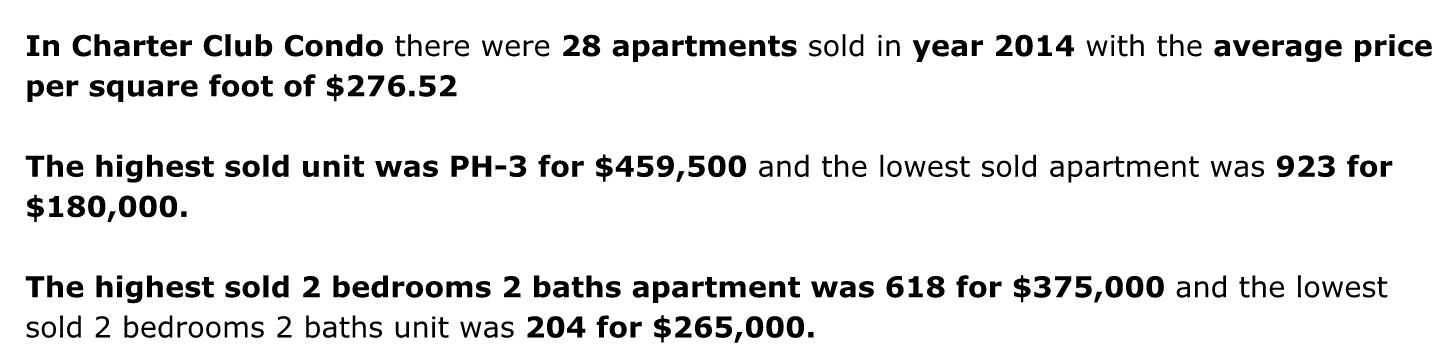 In Charter Club Condo there were 28 apartments sold in year 2014 with the average price
per square foot of $276.52
The highest sold unit was PH-3 for $459,500 and the lowest sold apartment was 923 for
$180,000.
The highest sold 2 bedrooms 2 baths apartment was 618 for $375,000 and the lowest
sold 2 bedrooms 2 baths unit was 204 for $265,000.